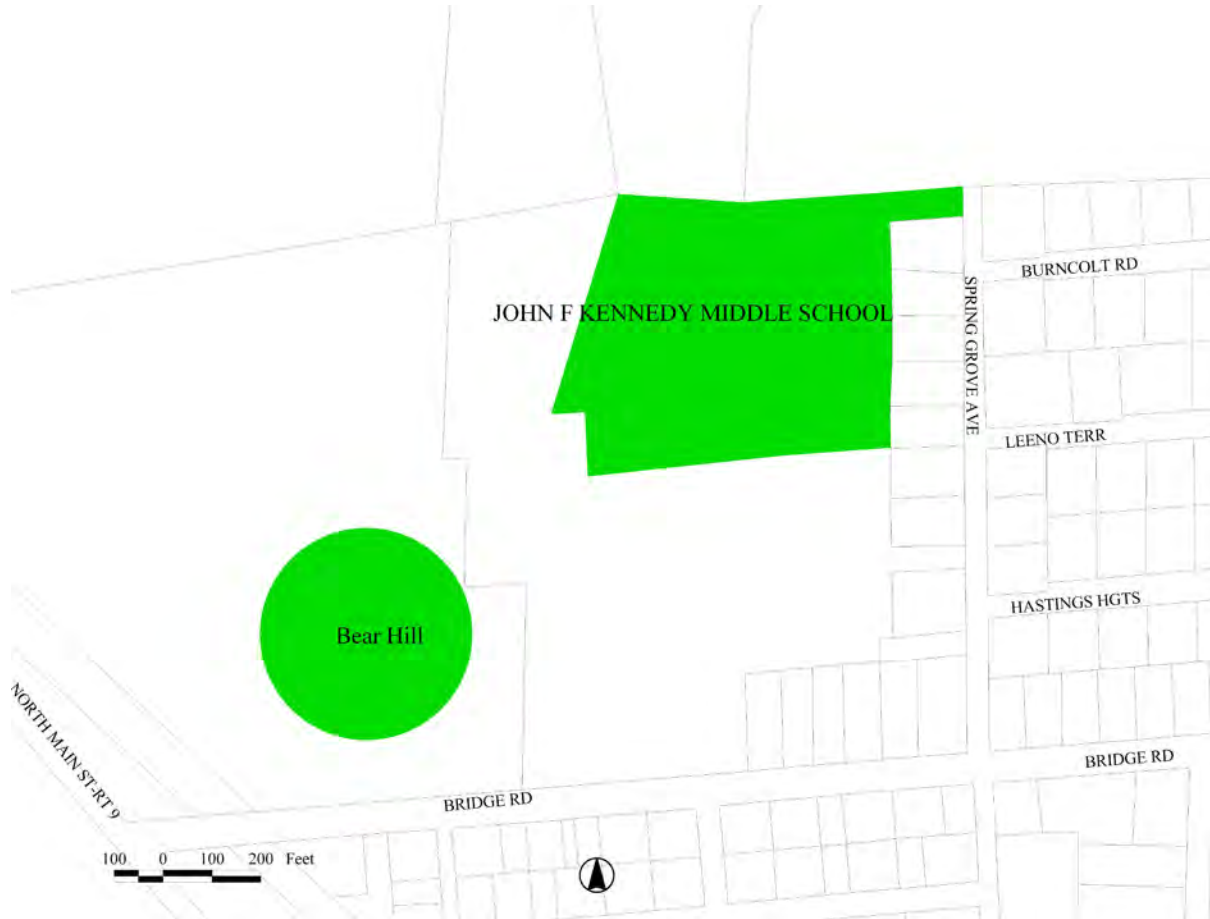 BURNCOLT RD
SPRING GROVE AVE
JOHN F KENNEDY MIDDLE SCHOOL
LEENO TERR
HASTINGS HGTS
Bear Hill
NORTH MAIN ST-RT 9
BRIDGE RD
BRIDGE RD
100 0 100 200 Feet